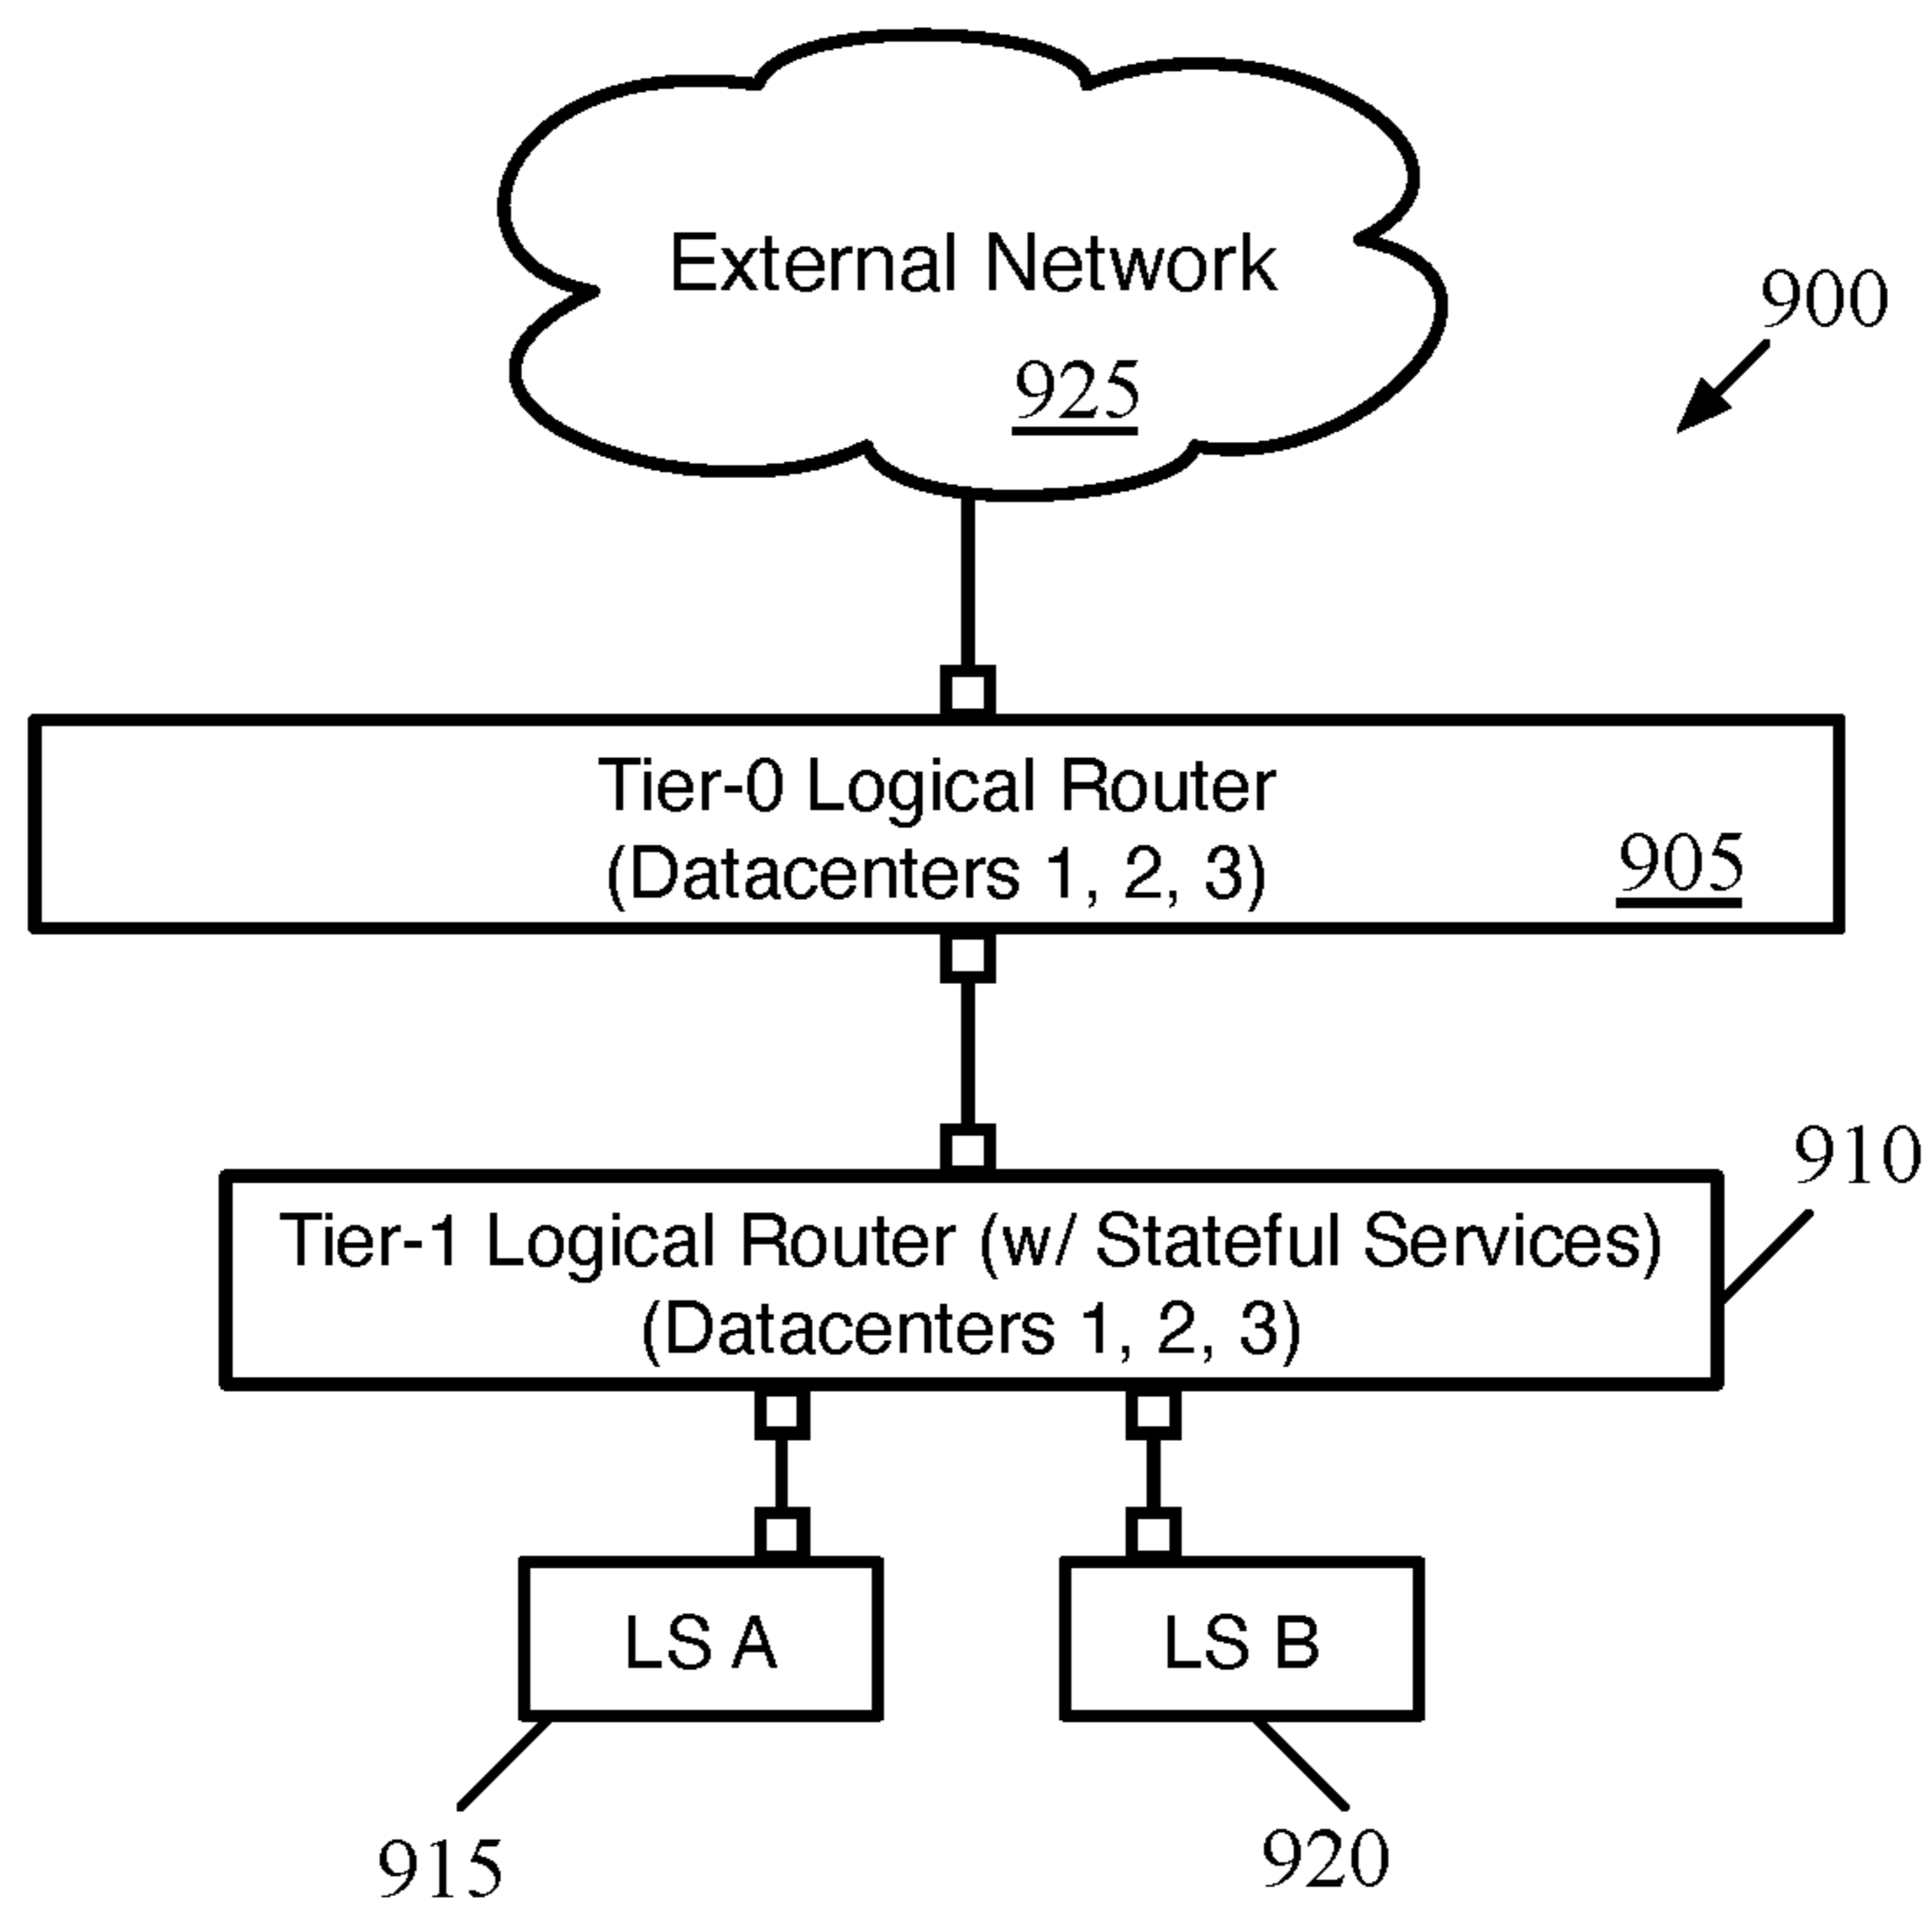 External Network
925
900
Tier-0 Logical Router
(Datacenters 1, 2, 3)
905
910
Tier-1 Logical Router (w/ Stateful Services)
(Datacenters 1, 2, 3)
LS A
LS B
915
920